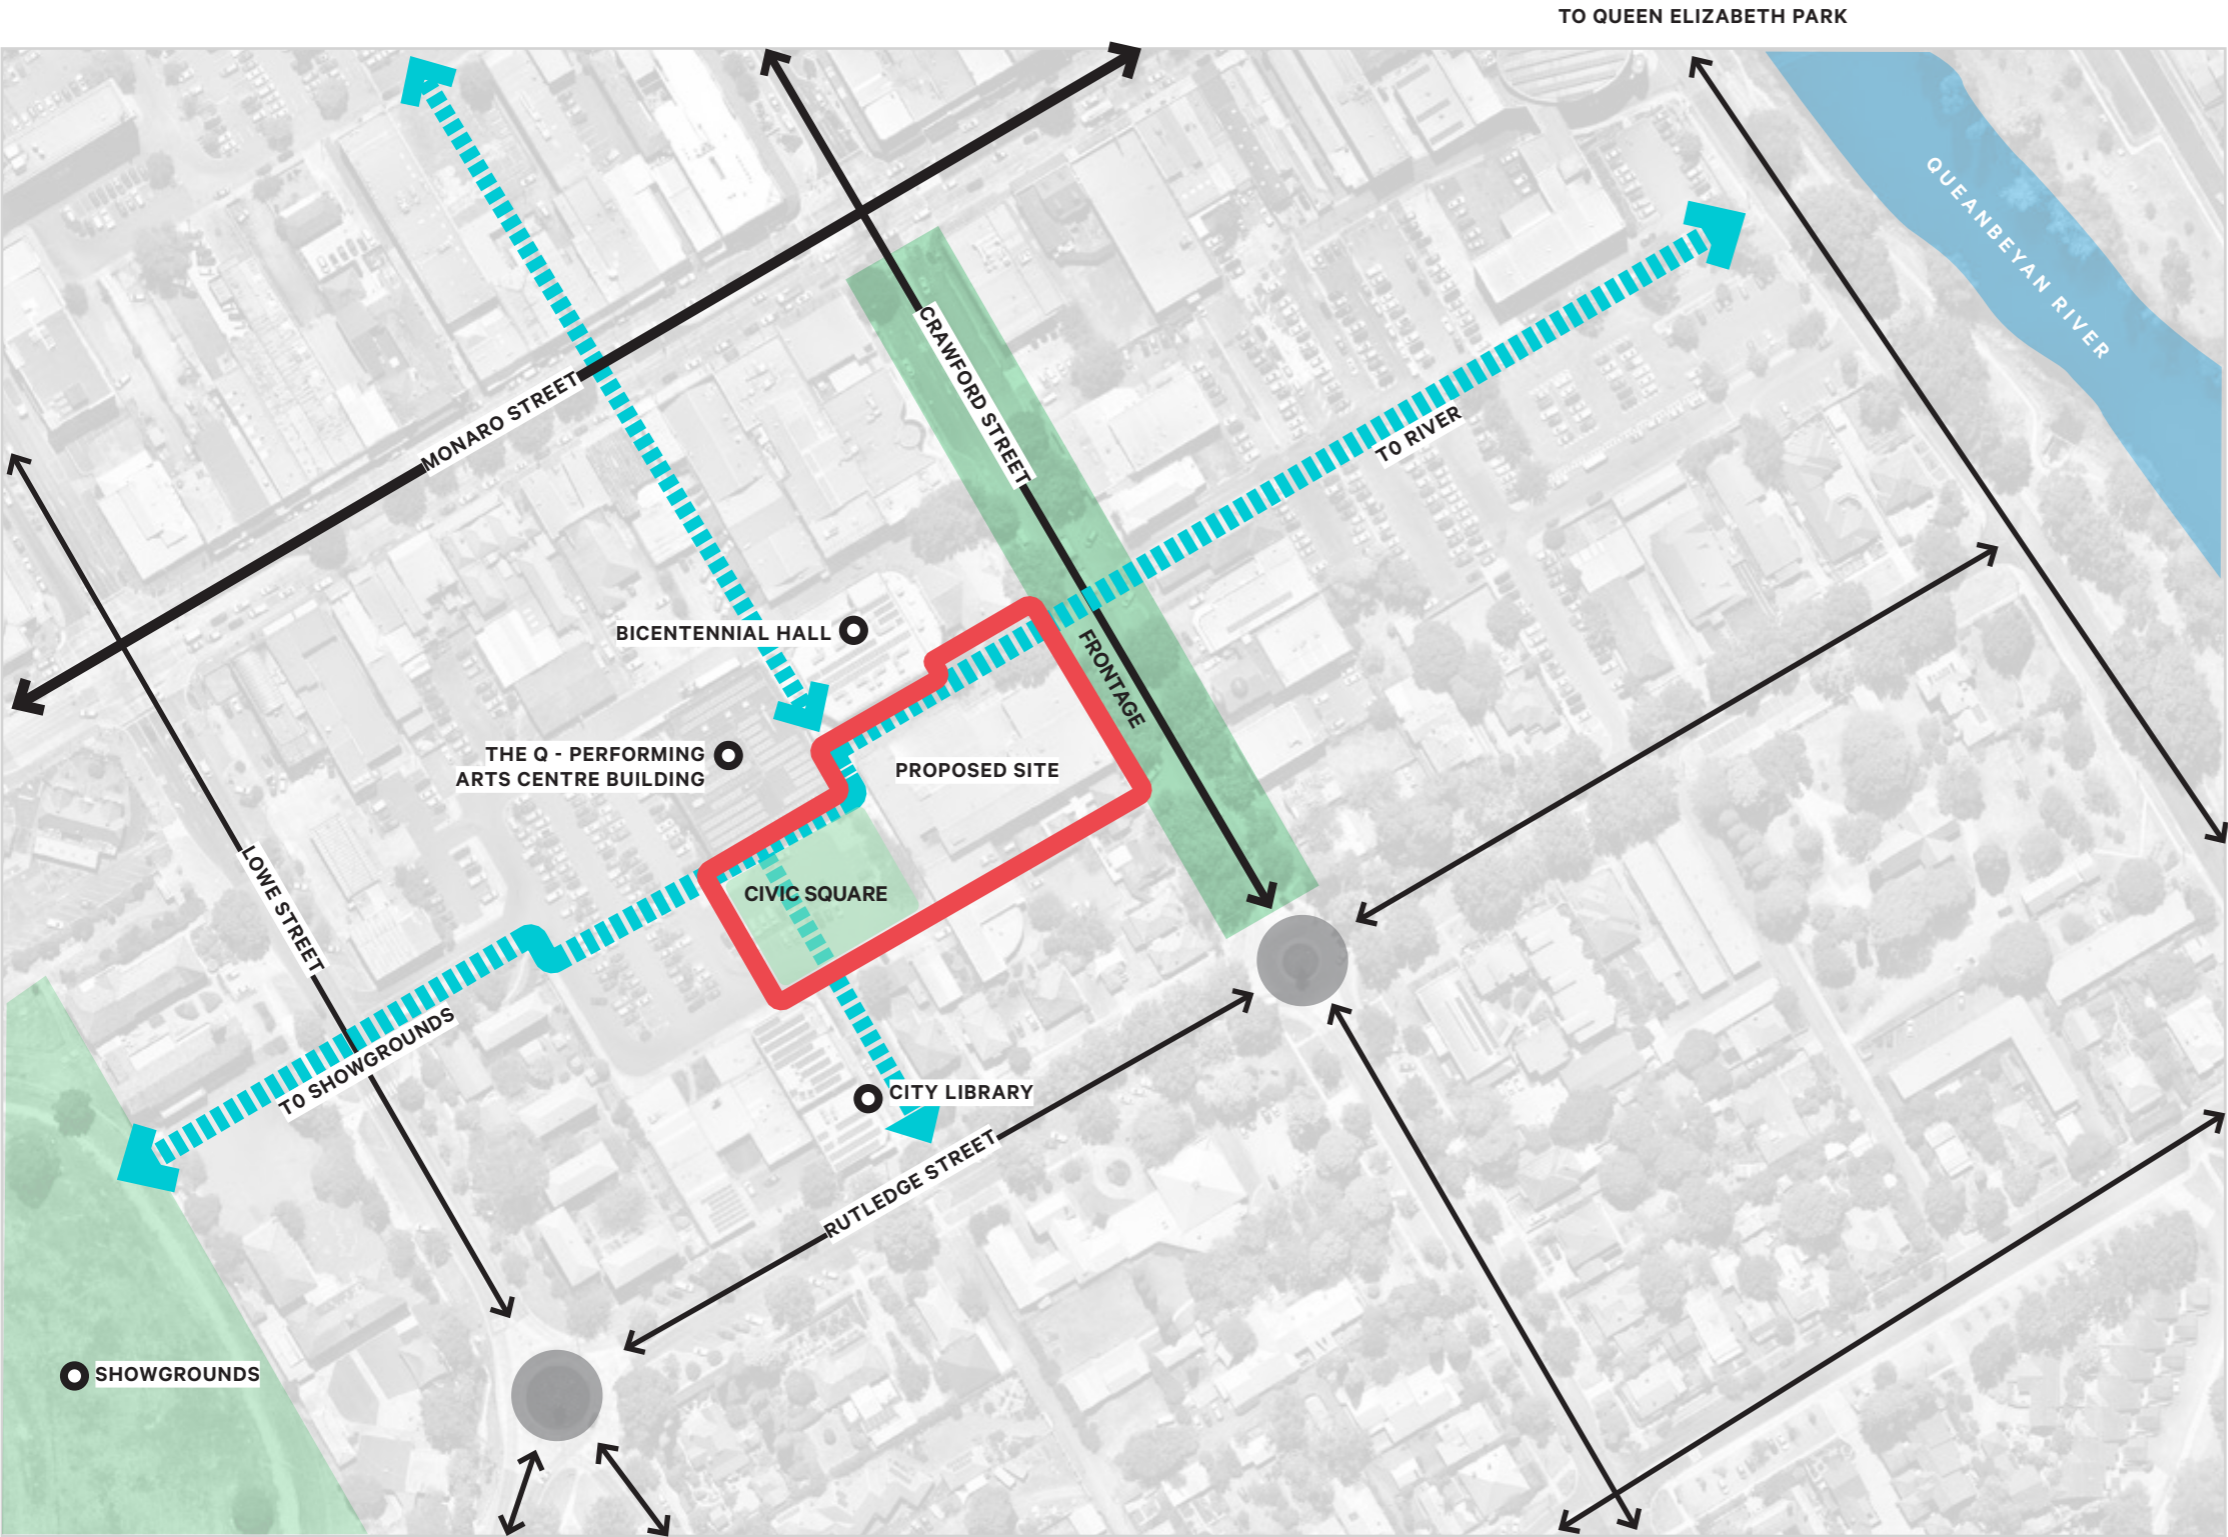 TO QUEEN ELIZABETH PARK
QUEANBEYAN RIVER
CRAWFORD STREET
MONARO STREET
TO RIVER
BICENTENNIAL HALL
FRONTAGE
THE Q - PERFORMING
ARTS CENTRE BUILDING
PROPOSED SITE
CIVIC SQUARE
LOWE STREET
TO SHOWGROUNDS
CITY LIBRARY
RUTLEDGE STREET
SHOWGROUNDS